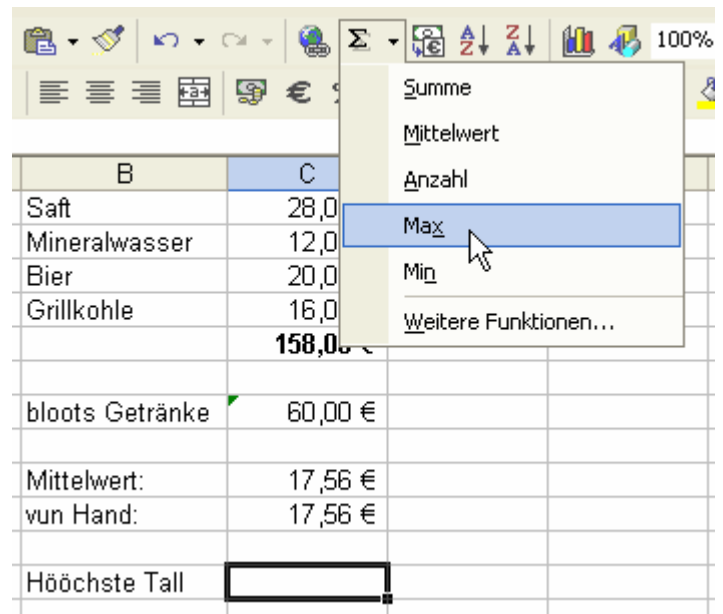 100%
Summe
Mittelwert
Anzahl
Max
Min
Weitere Funktionen...
B C
Saft 28,0
Mineralwasser 12,0
Bier 20,0
Grillkohle 16,0
158,0
bloots Getränke 60,00 €
Mittelwert: 17,56 €
vun Hand: 17,56 €
Hööchste Tall